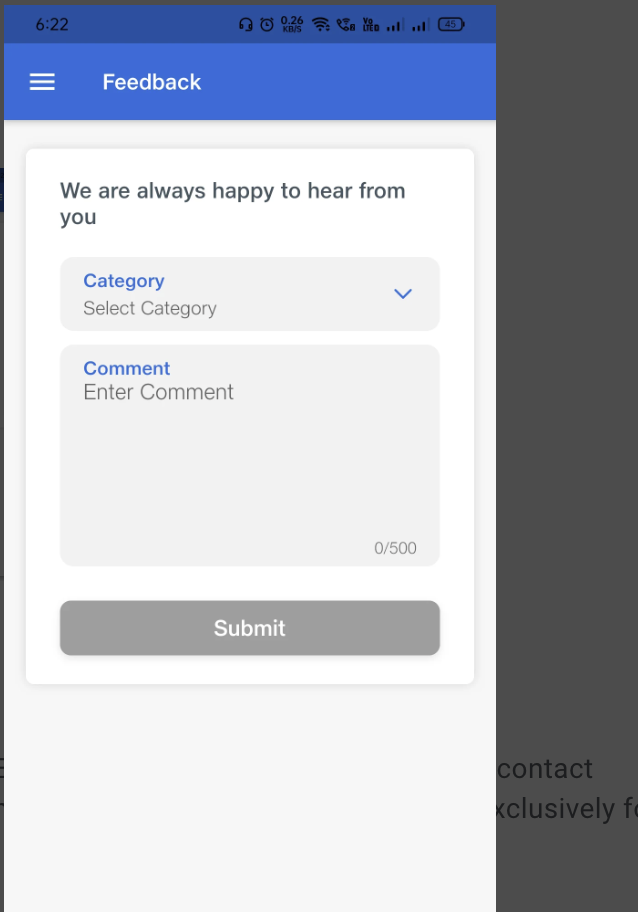 6:22 0.26 KB/S 6 Vo LTE 45
Feedback
We are always happy to hear from
you
Category
Select Category
Comment
Enter Comment
0/500
Submit
contact
xclusively fo